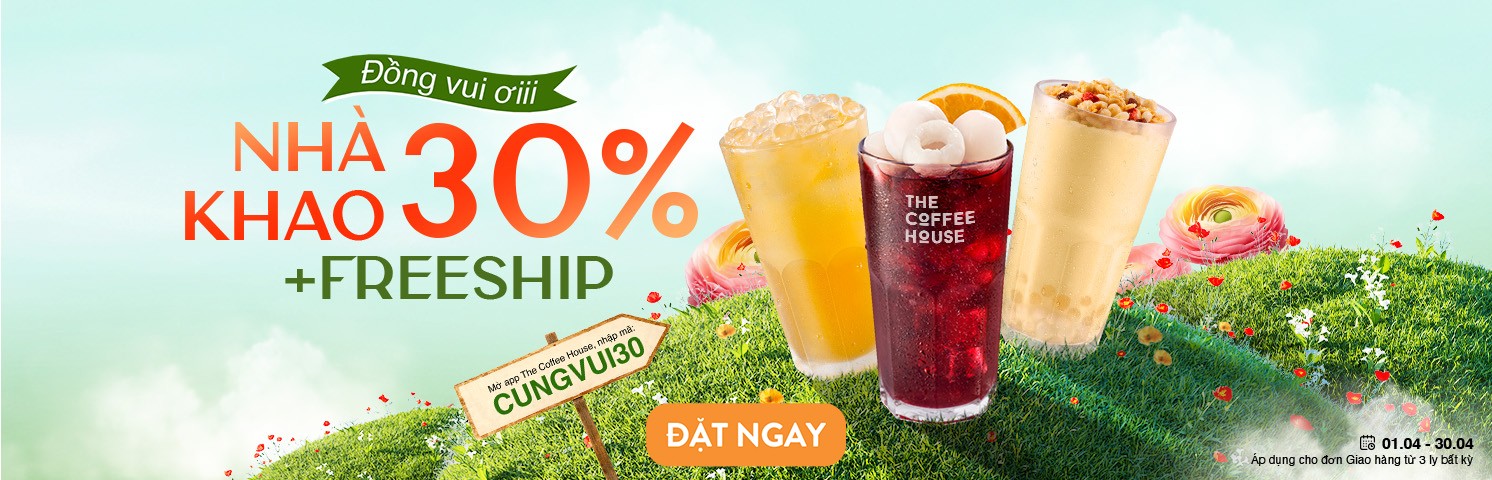 Đồng vui ơiii
NHÀ
KHAO
30%
+FREESHIP
Mở app The Coffee House, nhập mã:
CUNGVUI30
THE
COFFEE
HOUSE
ĐẶT NGAY
01.04 - 30.04
Áp dụng cho đơn Giao hàng từ 3 ly bất kỳ